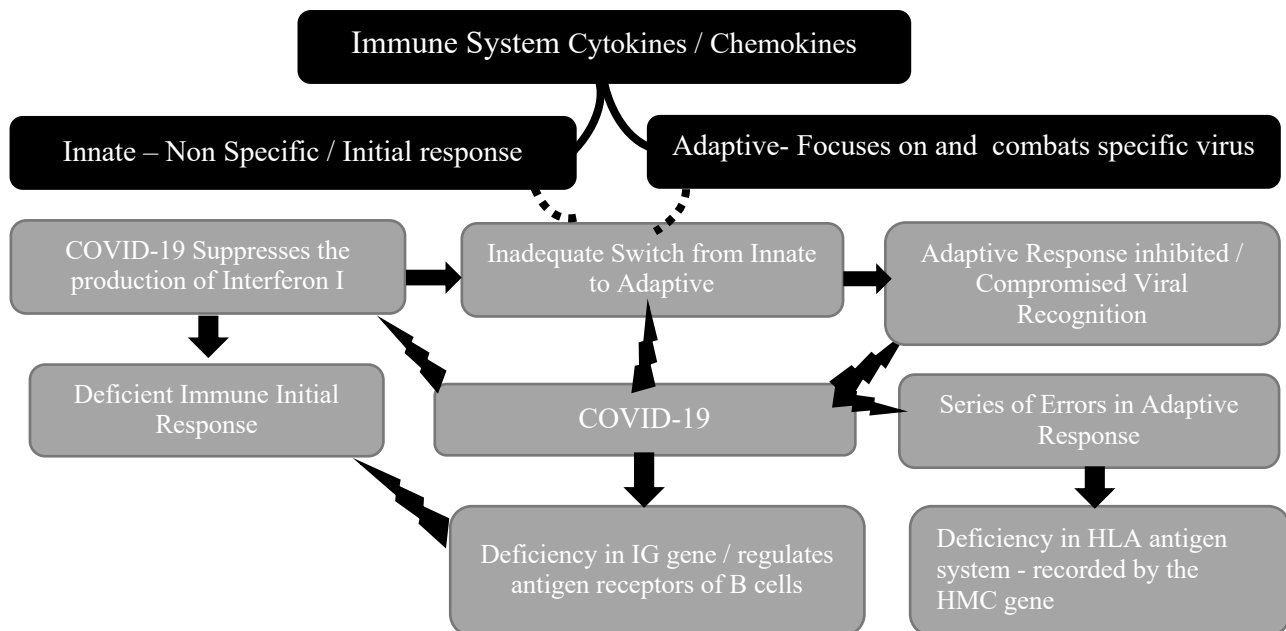 Immune System Cytokines / Chemokines
Innate – Non Specific / Initial response
Adaptive- Focuses on and combats specific virus
COVID-19 Suppresses the
production of Interferon I
Inadequate Switch from Innate
to Adaptive
Adaptive Response inhibited /
Compromised Viral
Recognition
Deficient Immune Initial
Response
COVID-19
Series of Errors in Adaptive
Response
Deficiency in IG gene / regulates
antigen receptors of B cells
Deficiency in HLA antigen
system - recorded by the
HMC gene